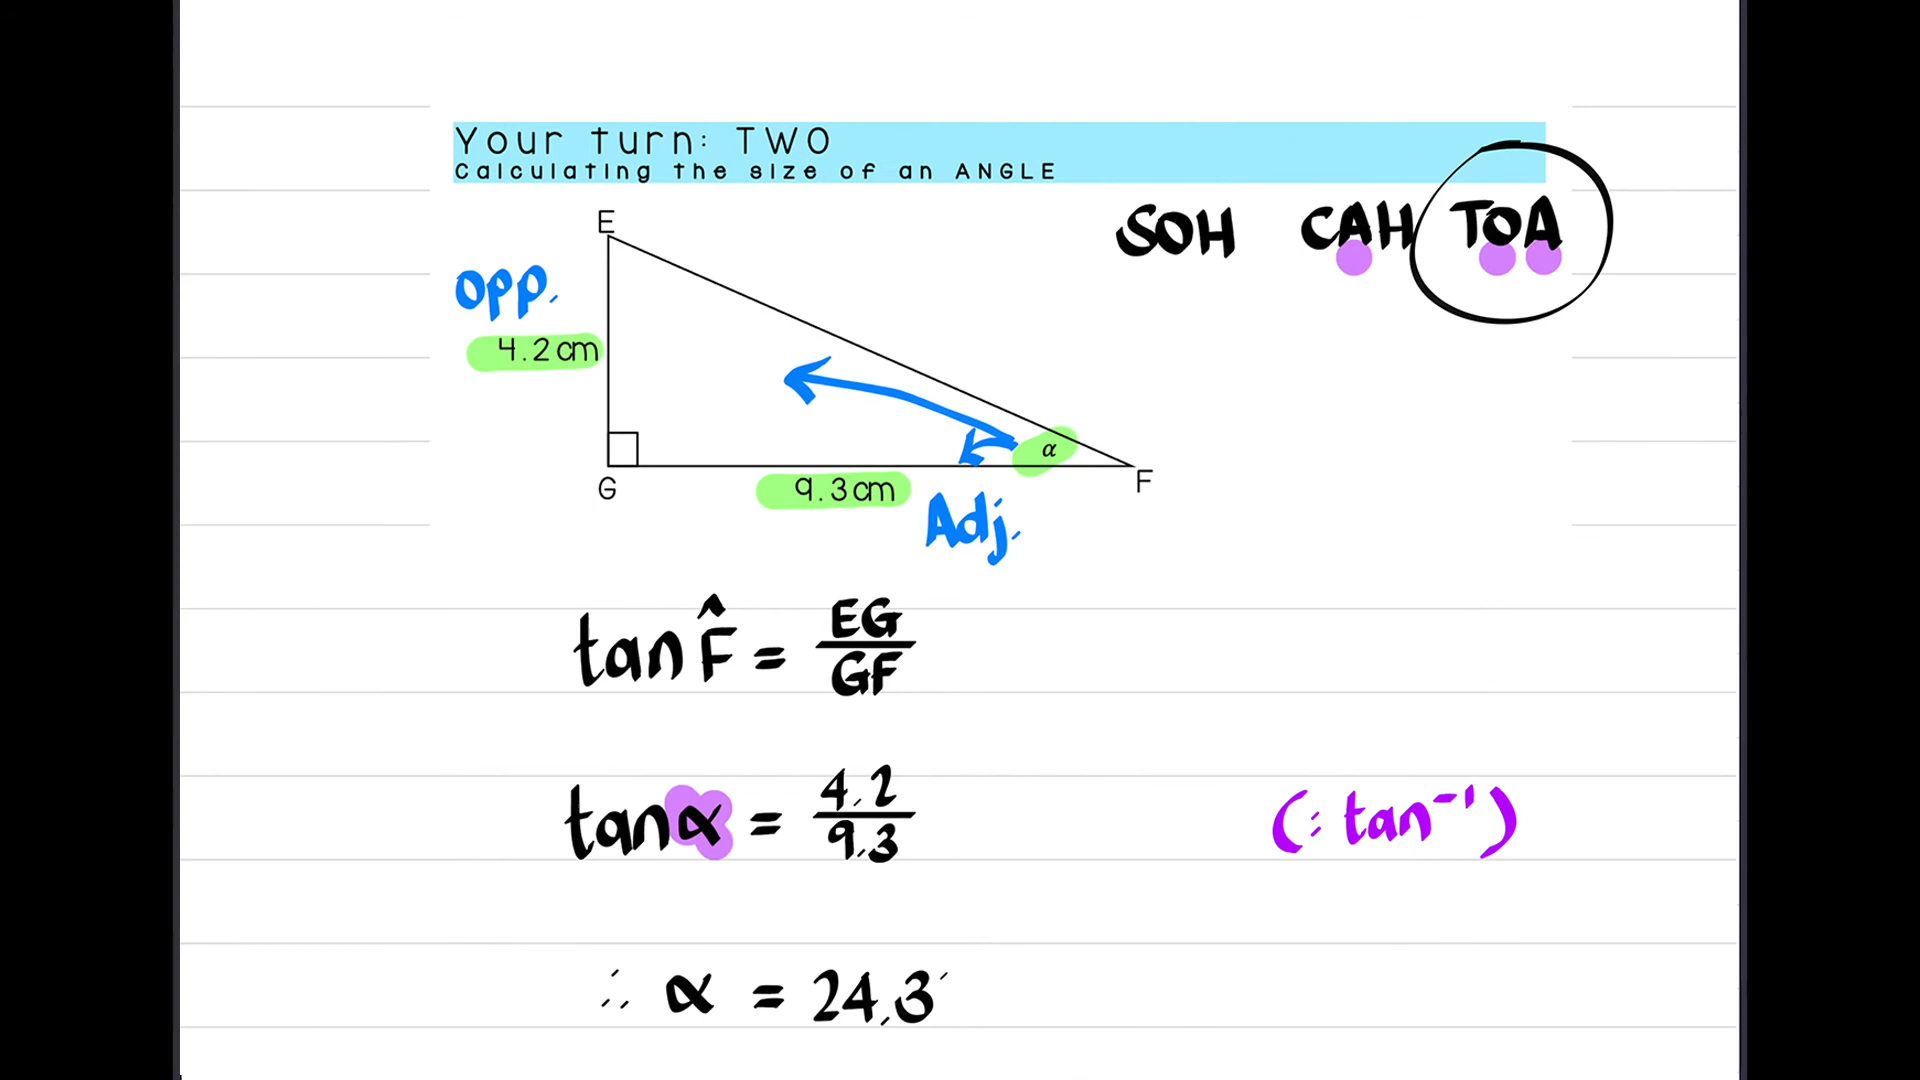 Your turn: TWO
Calculating the size of an ANGLE
SOH CAH TOA
E
opp.
4.2cm
α
G
9.3cm
F
Adj.
tan F̂ = EG/GF
tan α = 4,2/9,3
(: tan⁻¹)
∴ α = 24,3